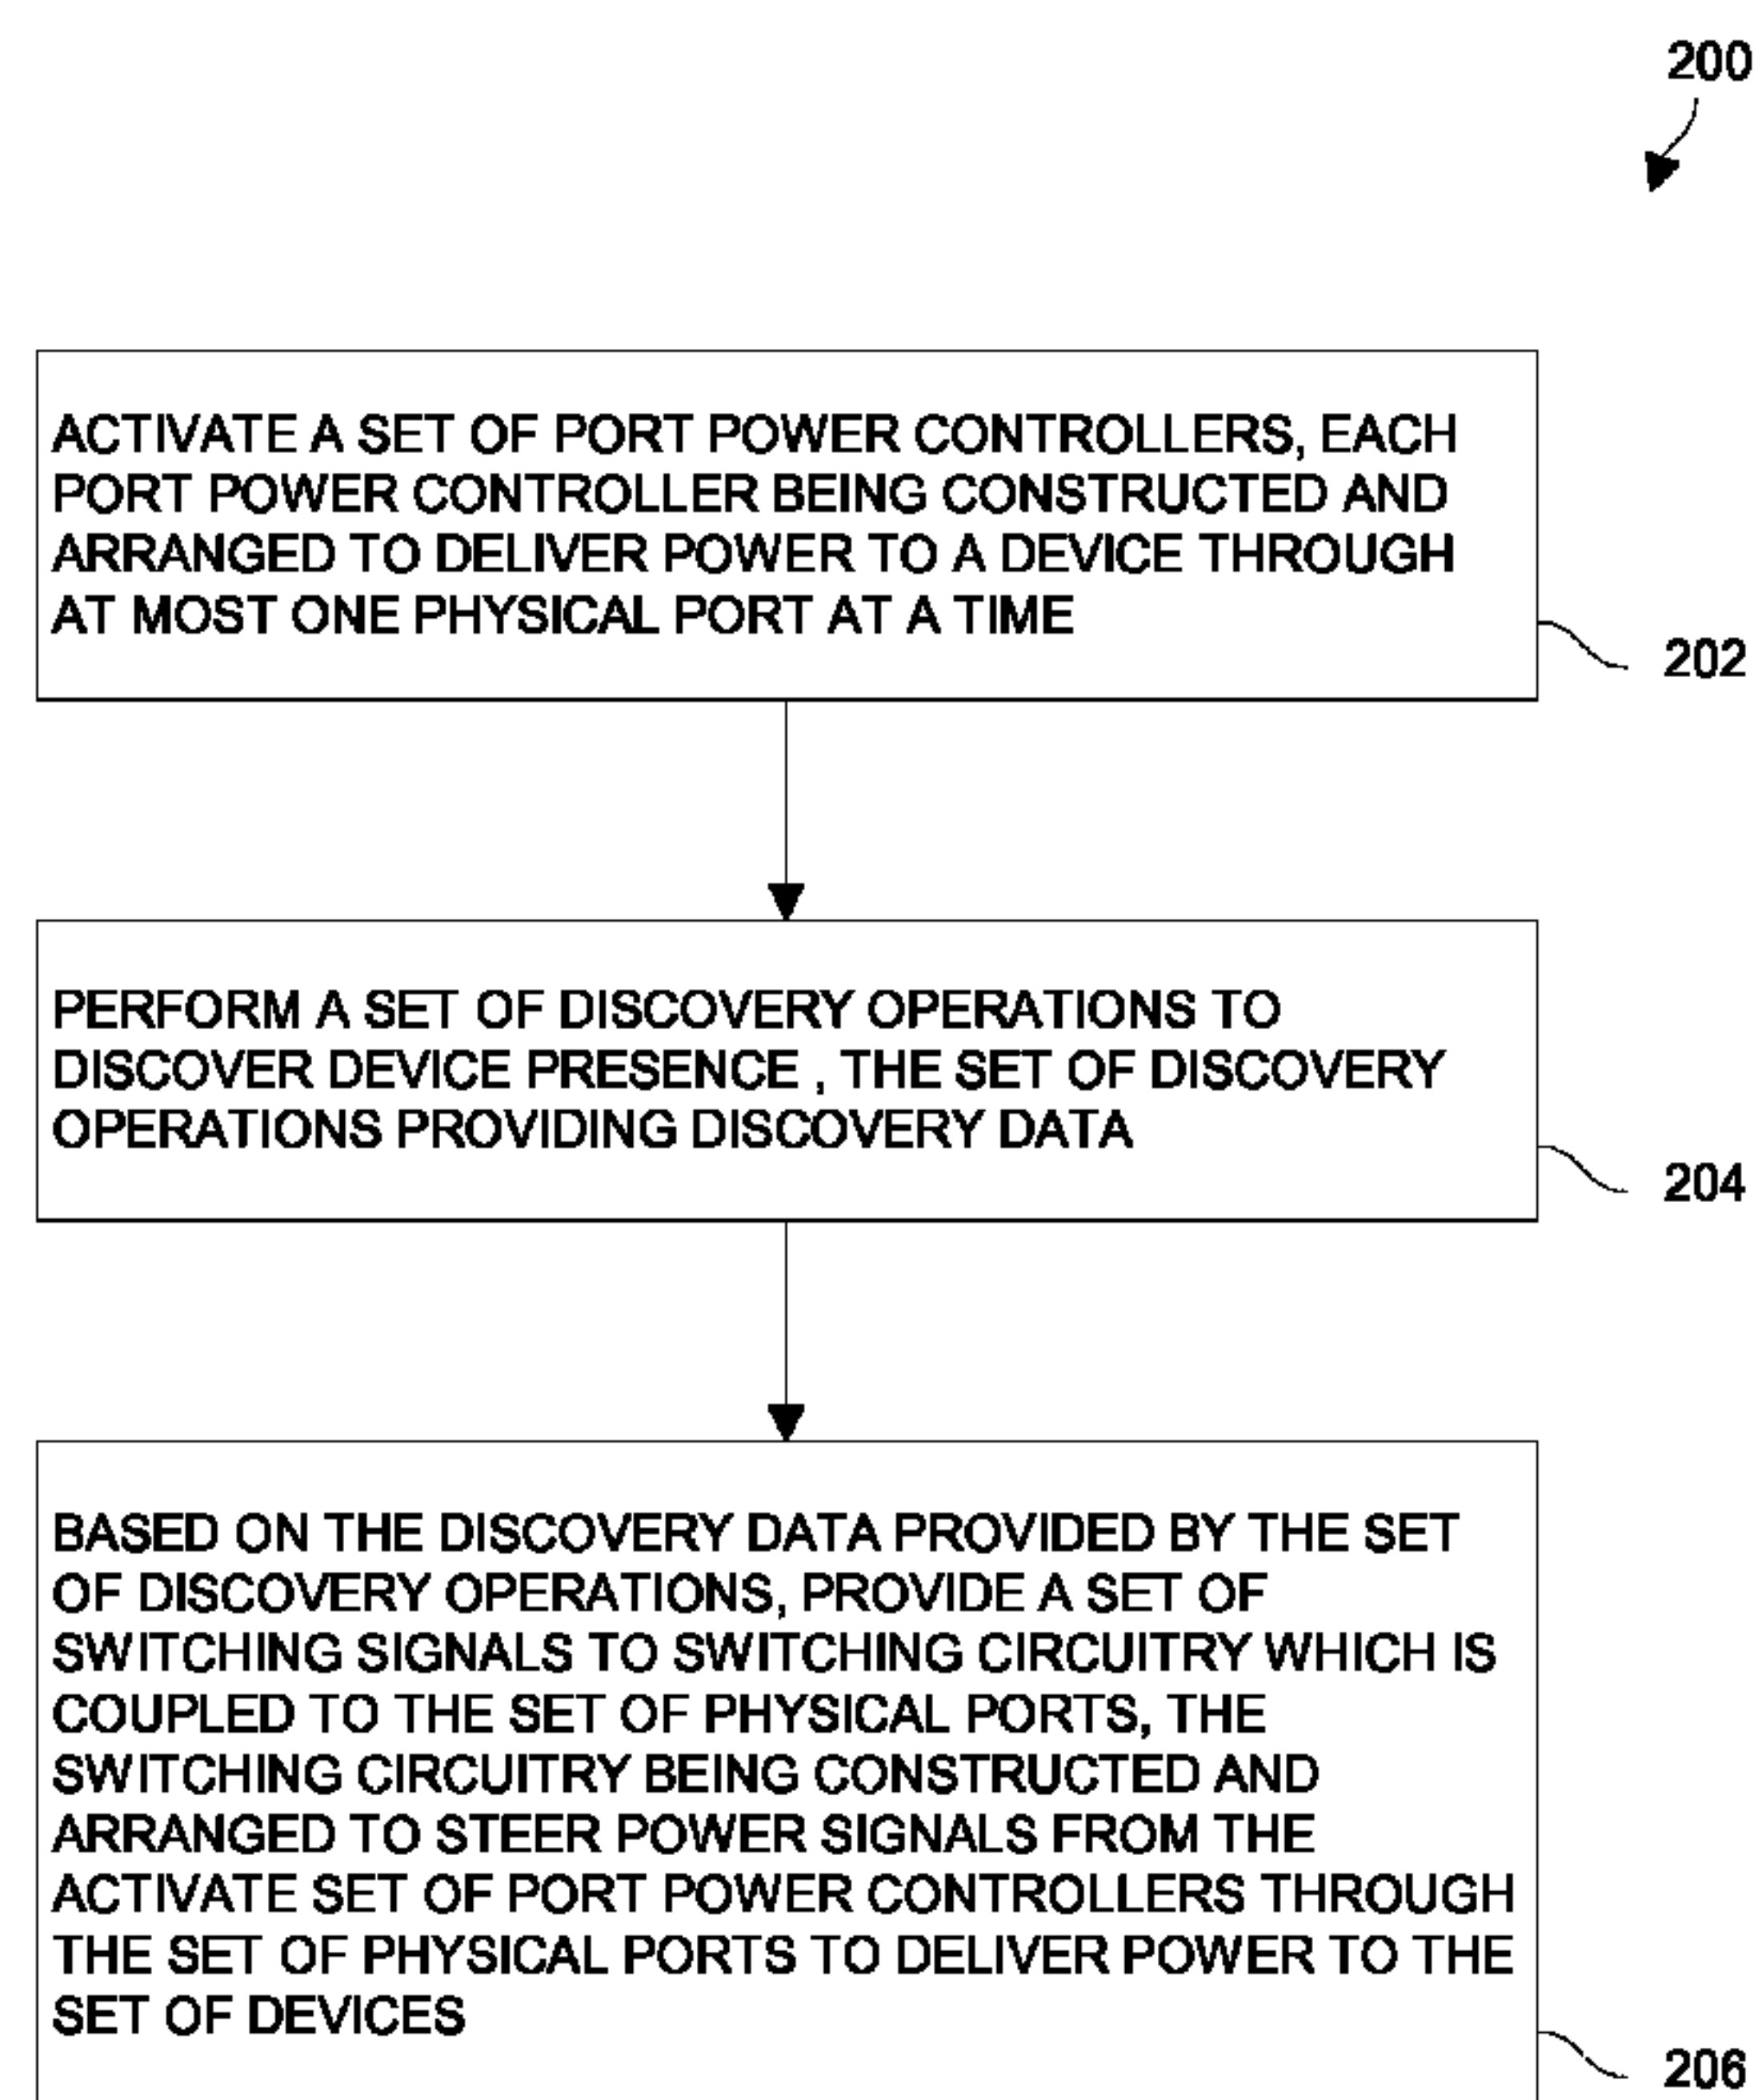 200
ACTIVATE A SET OF PORT POWER CONTROLLERS, EACH
PORT POWER CONTROLLER BEING CONSTRUCTED AND
ARRANGED TO DELIVER POWER TO A DEVICE THROUGH
AT MOST ONE PHYSICAL PORT AT A TIME
202
PERFORM A SET OF DISCOVERY OPERATIONS TO
DISCOVER DEVICE PRESENCE , THE SET OF DISCOVERY
OPERATIONS PROVIDING DISCOVERY DATA
204
BASED ON THE DISCOVERY DATA PROVIDED BY THE SET
OF DISCOVERY OPERATIONS, PROVIDE A SET OF
SWITCHING SIGNALS TO SWITCHING CIRCUITRY WHICH IS
COUPLED TO THE SET OF PHYSICAL PORTS, THE
SWITCHING CIRCUITRY BEING CONSTRUCTED AND
ARRANGED TO STEER POWER SIGNALS FROM THE
ACTIVATE SET OF PORT POWER CONTROLLERS THROUGH
THE SET OF PHYSICAL PORTS TO DELIVER POWER TO THE
SET OF DEVICES
206